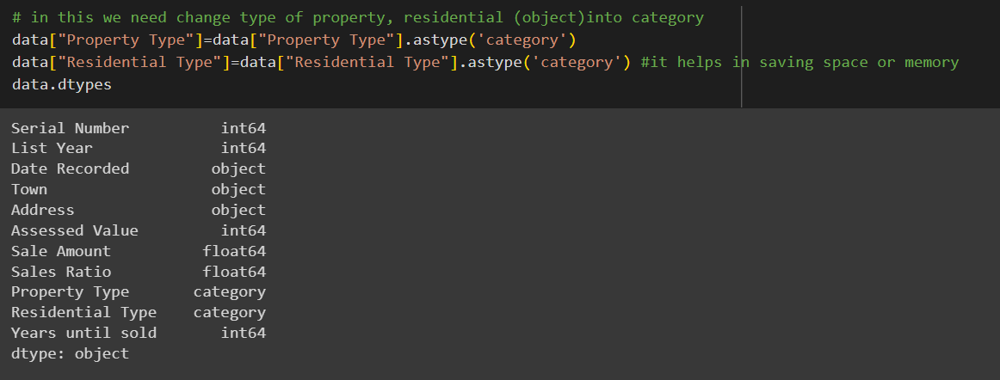 # in this we need change type of property, residential (object)into category
data["Property Type"]=data["Property Type"].astype('category')
data["Residential Type"]=data["Residential Type"].astype('category') #it helps in saving space or memory
data.dtypes
Serial Number          int64
List Year              int64
Date Recorded         object
Town                  object
Address               object
Assessed Value         int64
Sale Amount          float64
Sales Ratio          float64
Property Type       category
Residential Type    category
Years until sold       int64
dtype: object